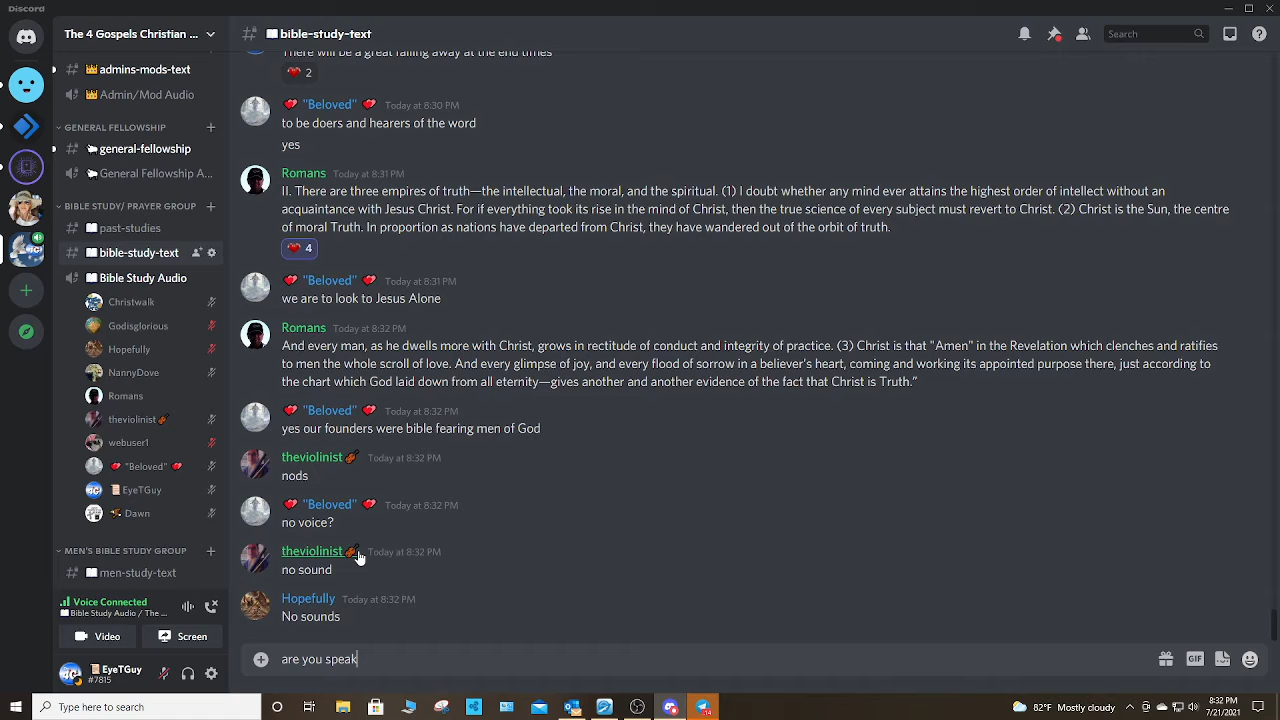 Discord
The 4 Gospels Christian ...
bible-study-text
Search
admins-mods-text
Admin/Mod Audio
GENERAL FELLOWSHIP
general-fellowship
General Fellowship A...
BIBLE STUDY/ PRAYER GROUP
past-studies
bible-study-text
Bible Study Audio
Christwalk
Godisglorious
Hopefully
NannyDove
Romans
theviolinist
webuser1
"Beloved"
EyeTGuy
Dawn
MEN'S BIBLE STUDY GROUP
men-study-text
Voice Connected
Bible Study Audio / The ...
Video
Screen
EyeTGuy
#7815
There will be a great falling away at the end times
2
"Beloved" Today at 8:30 PM
to be doers and hearers of the word
yes
Romans Today at 8:31 PM
II. There are three empires of truth—the intellectual, the moral, and the spiritual. (1) I doubt whether any mind ever attains the highest order of intellect without an
acquaintance with Jesus Christ. For if everything took its rise in the mind of Christ, then the true science of every subject must revert to Christ. (2) Christ is the Sun, the centre
of moral Truth. In proportion as nations have departed from Christ, they have wandered out of the orbit of truth.
4
"Beloved" Today at 8:31 PM
we are to look to Jesus Alone
Romans Today at 8:32 PM
And every man, as he dwells more with Christ, grows in rectitude of conduct and integrity of practice. (3) Christ is that "Amen" in the Revelation which clenches and ratifies
to men the whole scroll of love. And every glimpse of joy, and every flood of sorrow in a believer's heart, coming and working its appointed purpose there, just according to
the chart which God laid down from all eternity—gives another and another evidence of the fact that Christ is Truth.”
"Beloved" Today at 8:32 PM
yes our founders were bible fearing men of God
theviolinist Today at 8:32 PM
nods
"Beloved" Today at 8:32 PM
no voice?
theviolinist Today at 8:32 PM
no sound
Hopefully Today at 8:32 PM
No sounds
are you speak
GIF
Type here to search
82°F Mostly cloudy
8:32 PM
7/21/2021